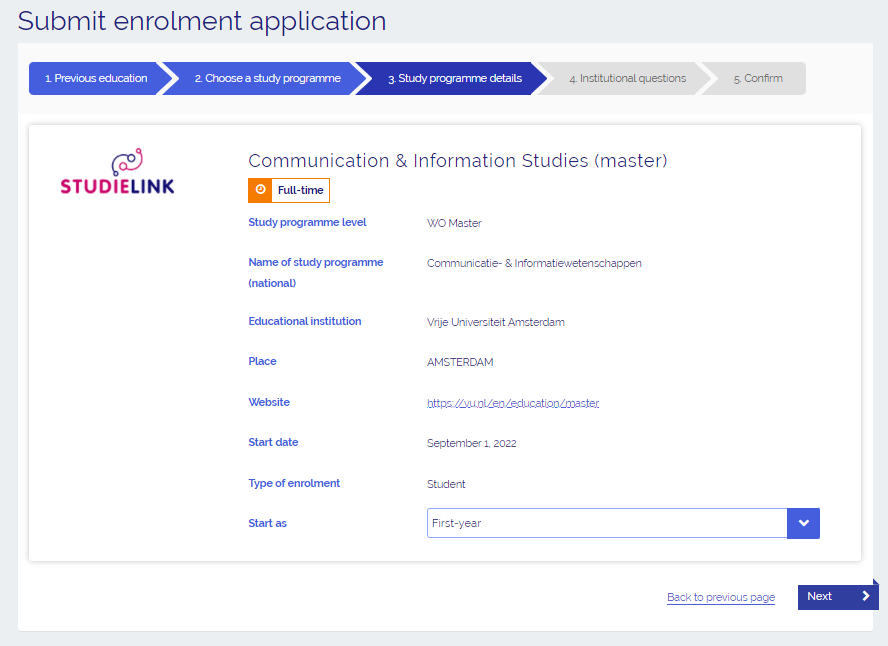 Submit enrolment application
1. Previous education
2. Choose a study programme
3. Study programme details
4. Institutional questions
5. Confirm
STUDIELINK
Communication & Information Studies (master)
Full-time
Study programme level
WO Master
Name of study programme
(national)
Communicatie- & Informatiewetenschappen
Educational institution
Vrije Universiteit Amsterdam
Place
AMSTERDAM
Website
https://vu.nl/en/education/master
Start date
September 1, 2022
Type of enrolment
Student
Start as
First-year
Back to previous page
Next